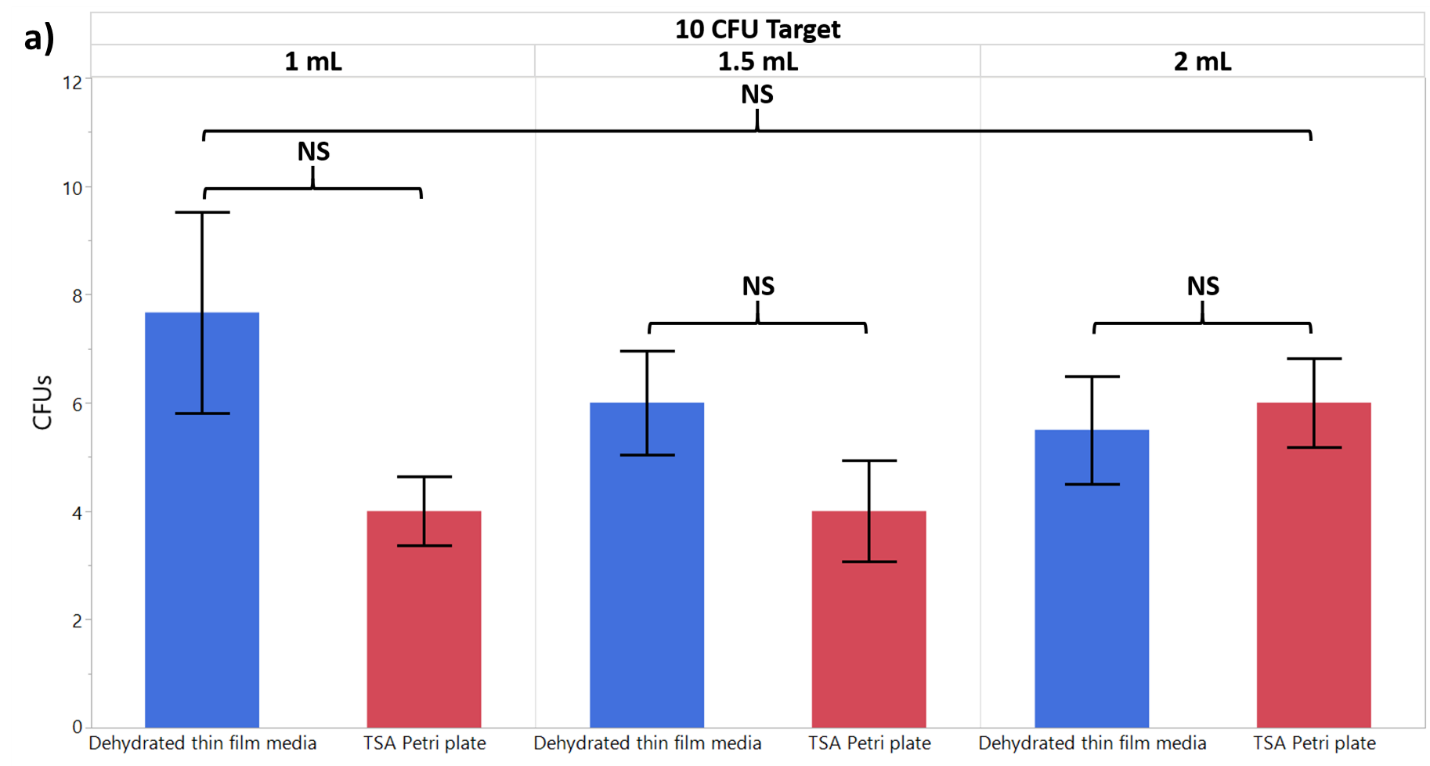 a)
10 CFU Target
1 mL 1.5 mL 2 mL
12
NS
NS
10
NS NS
8
6
CFUs
4
2
0
Dehydrated thin film media TSA Petri plate Dehydrated thin film media TSA Petri plate Dehydrated thin film media TSA Petri plate